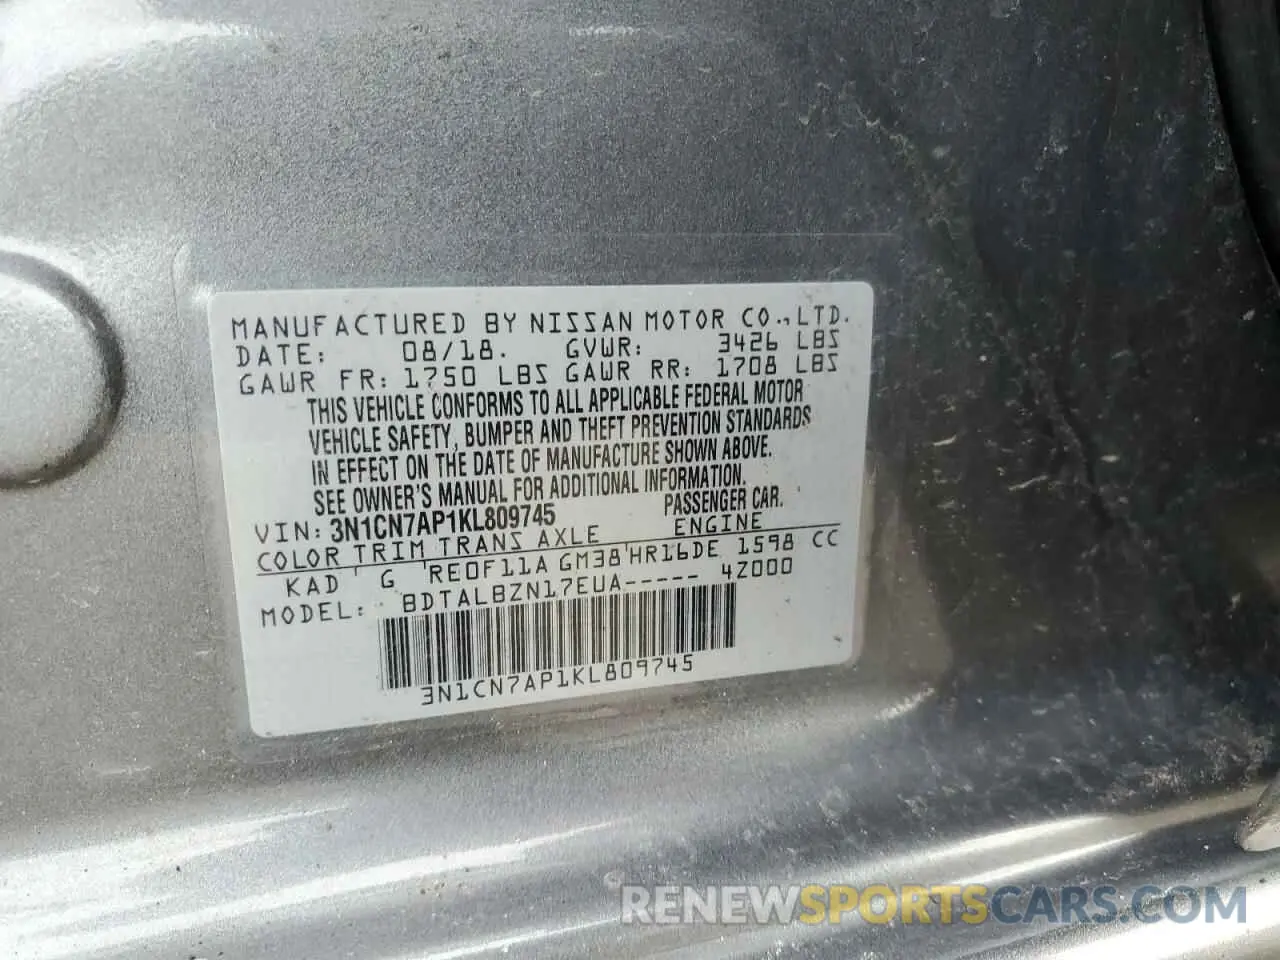 MANUFACTURED BY NISSAN MOTOR CO.,LTD.
DATE: 08/18. GVWR: 3426 LBS
GAWR FR: 1750 LBS GAWR RR: 1708 LBS
THIS VEHICLE CONFORMS TO ALL APPLICABLE FEDERAL MOTOR
VEHICLE SAFETY, BUMPER AND THEFT PREVENTION STANDARDS
IN EFFECT ON THE DATE OF MANUFACTURE SHOWN ABOVE.
SEE OWNER'S MANUAL FOR ADDITIONAL INFORMATION.
VIN: 3N1CN7AP1KL809745 PASSENGER CAR.
COLOR TRIM TRANS AXLE ENGINE
KAD G RE0F11A GM38 HR16DE 1598 CC
MODEL: BDTALBZN17EUA----- 4Z000
3N1CN7AP1KL809745
RENEWSPORTSCARS.COM